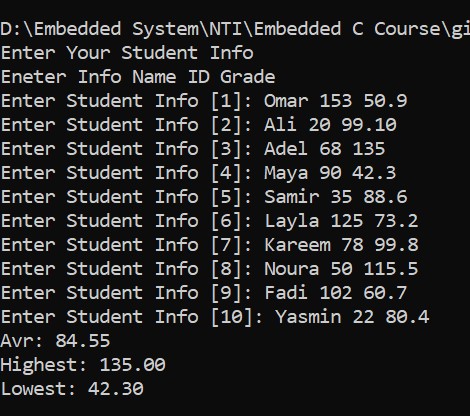 D:\Embedded System\NTI\Embedded C Course\gi
Enter Your Student Info
Eneter Info Name ID Grade
Enter Student Info [1]: Omar 153 50.9
Enter Student Info [2]: Ali 20 99.10
Enter Student Info [3]: Adel 68 135
Enter Student Info [4]: Maya 90 42.3
Enter Student Info [5]: Samir 35 88.6
Enter Student Info [6]: Layla 125 73.2
Enter Student Info [7]: Kareem 78 99.8
Enter Student Info [8]: Noura 50 115.5
Enter Student Info [9]: Fadi 102 60.7
Enter Student Info [10]: Yasmin 22 80.4
Avr: 84.55
Highest: 135.00
Lowest: 42.30